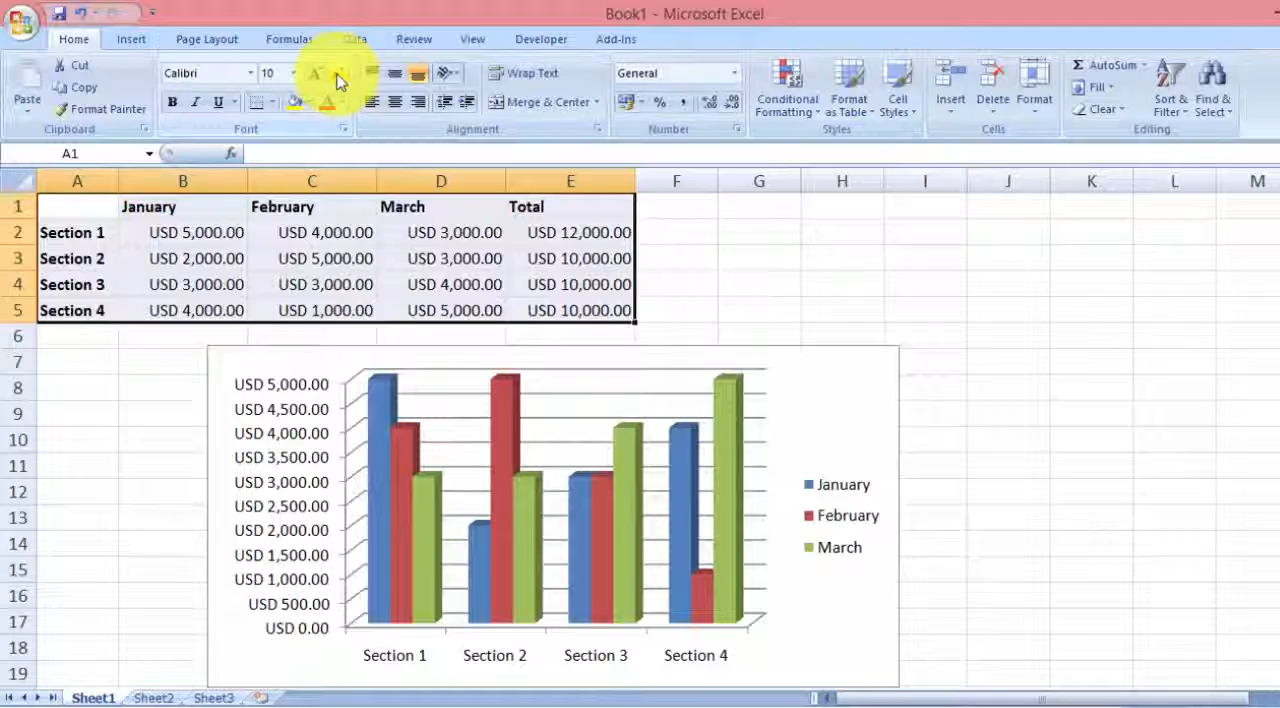 Book1 - Microsoft Excel
Home Insert Page Layout Formulas Data Review View Developer Add-Ins
Paste
Cut
Copy
Format Painter
Clipboard
Calibri 10
B I U
Font
Wrap Text
Merge & Center
Alignment
General
% ,
Number
Conditional Formatting
Format as Table
Cell Styles
Styles
Insert Delete Format
Cells
Σ AutoSum
Fill
Clear
Sort & Filter
Find & Select
Editing
A1 fx
A B C D E F G H I J K L M
1 January February March Total
2 Section 1 USD 5,000.00 USD 4,000.00 USD 3,000.00 USD 12,000.00
3 Section 2 USD 2,000.00 USD 5,000.00 USD 3,000.00 USD 10,000.00
4 Section 3 USD 3,000.00 USD 3,000.00 USD 4,000.00 USD 10,000.00
5 Section 4 USD 4,000.00 USD 1,000.00 USD 5,000.00 USD 10,000.00
6
7
8
9
10
11
12
13
14
15
16
17
18
19
USD 5,000.00
USD 4,500.00
USD 4,000.00
USD 3,500.00
USD 3,000.00
USD 2,500.00
USD 2,000.00
USD 1,500.00
USD 1,000.00
USD 500.00
USD 0.00
Section 1 Section 2 Section 3 Section 4
January
February
March
Sheet1 Sheet2 Sheet3